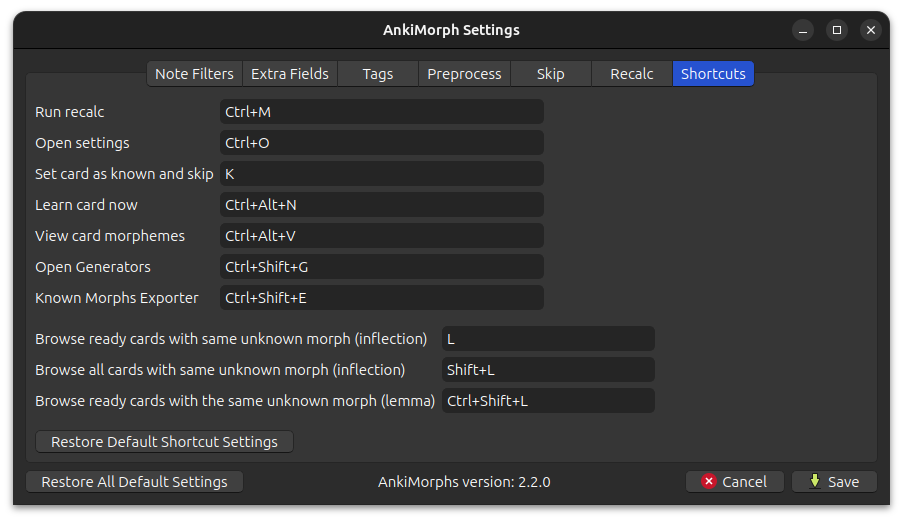 AnkiMorph Settings
Note Filters Extra Fields Tags Preprocess Skip Recalc Shortcuts
Run recalc Ctrl+M
Open settings Ctrl+O
Set card as known and skip K
Learn card now Ctrl+Alt+N
View card morphemes Ctrl+Alt+V
Open Generators Ctrl+Shift+G
Known Morphs Exporter Ctrl+Shift+E
Browse ready cards with same unknown morph (inflection) L
Browse all cards with same unknown morph (inflection) Shift+L
Browse ready cards with the same unknown morph (lemma) Ctrl+Shift+L
Restore Default Shortcut Settings
Restore All Default Settings AnkiMorphs version: 2.2.0 Cancel Save